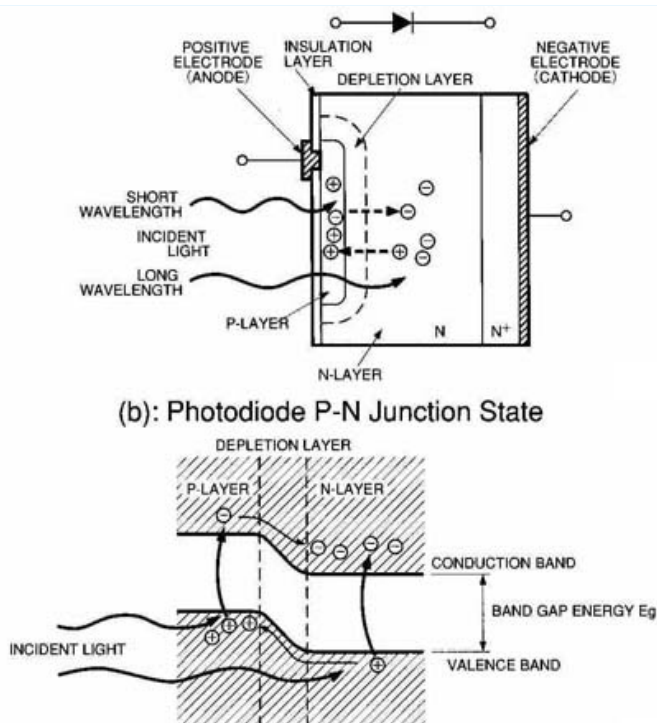 POSITIVE
ELECTRODE
(ANODE)
INSULATION
LAYER
DEPLETION LAYER
NEGATIVE
ELECTRODE
(CATHODE)
SHORT
WAVELENGTH
INCIDENT
LIGHT
LONG
WAVELENGTH
P-LAYER
N
N+
N-LAYER
(b): Photodiode P-N Junction State
DEPLETION LAYER
P-LAYER
N-LAYER
CONDUCTION BAND
BAND GAP ENERGY Eg
INCIDENT LIGHT
VALENCE BAND